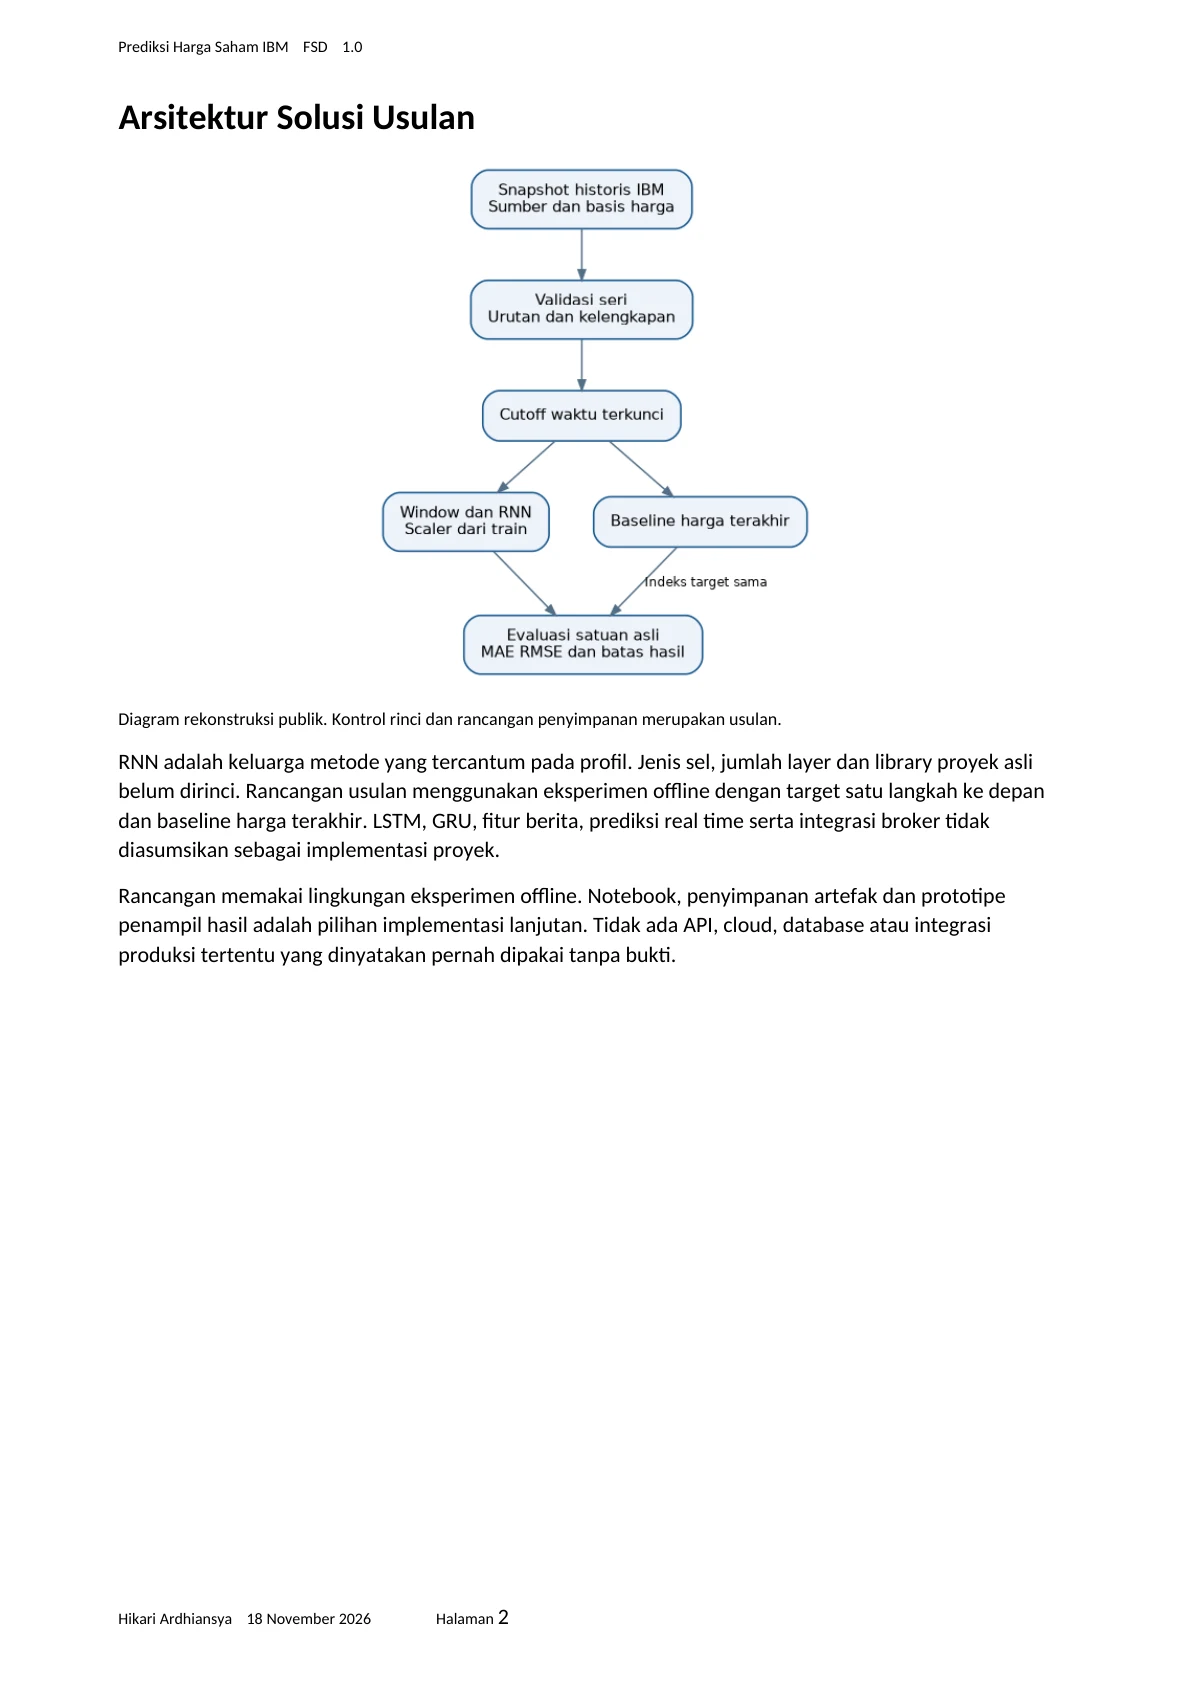 Prediksi Harga Saham IBM FSD 1.0
Arsitektur Solusi Usulan
Snapshot historis IBM
Sumber dan basis harga
Validasi seri
Urutan dan kelengkapan
Cutoff waktu terkunci
Window dan RNN
Scaler dari train
Baseline harga terakhir
Indeks target sama
Evaluasi satuan asli
MAE RMSE dan batas hasil
Diagram rekonstruksi publik. Kontrol rinci dan rancangan penyimpanan merupakan usulan.
RNN adalah keluarga metode yang tercantum pada profil. Jenis sel, jumlah layer dan library proyek asli
belum dirinci. Rancangan usulan menggunakan eksperimen offline dengan target satu langkah ke depan
dan baseline harga terakhir. LSTM, GRU, fitur berita, prediksi real time serta integrasi broker tidak
diasumsikan sebagai implementasi proyek.
Rancangan memakai lingkungan eksperimen offline. Notebook, penyimpanan artefak dan prototipe
penampil hasil adalah pilihan implementasi lanjutan. Tidak ada API, cloud, database atau integrasi
produksi tertentu yang dinyatakan pernah dipakai tanpa bukti.
Hikari Ardhiansya 18 November 2026 Halaman 2